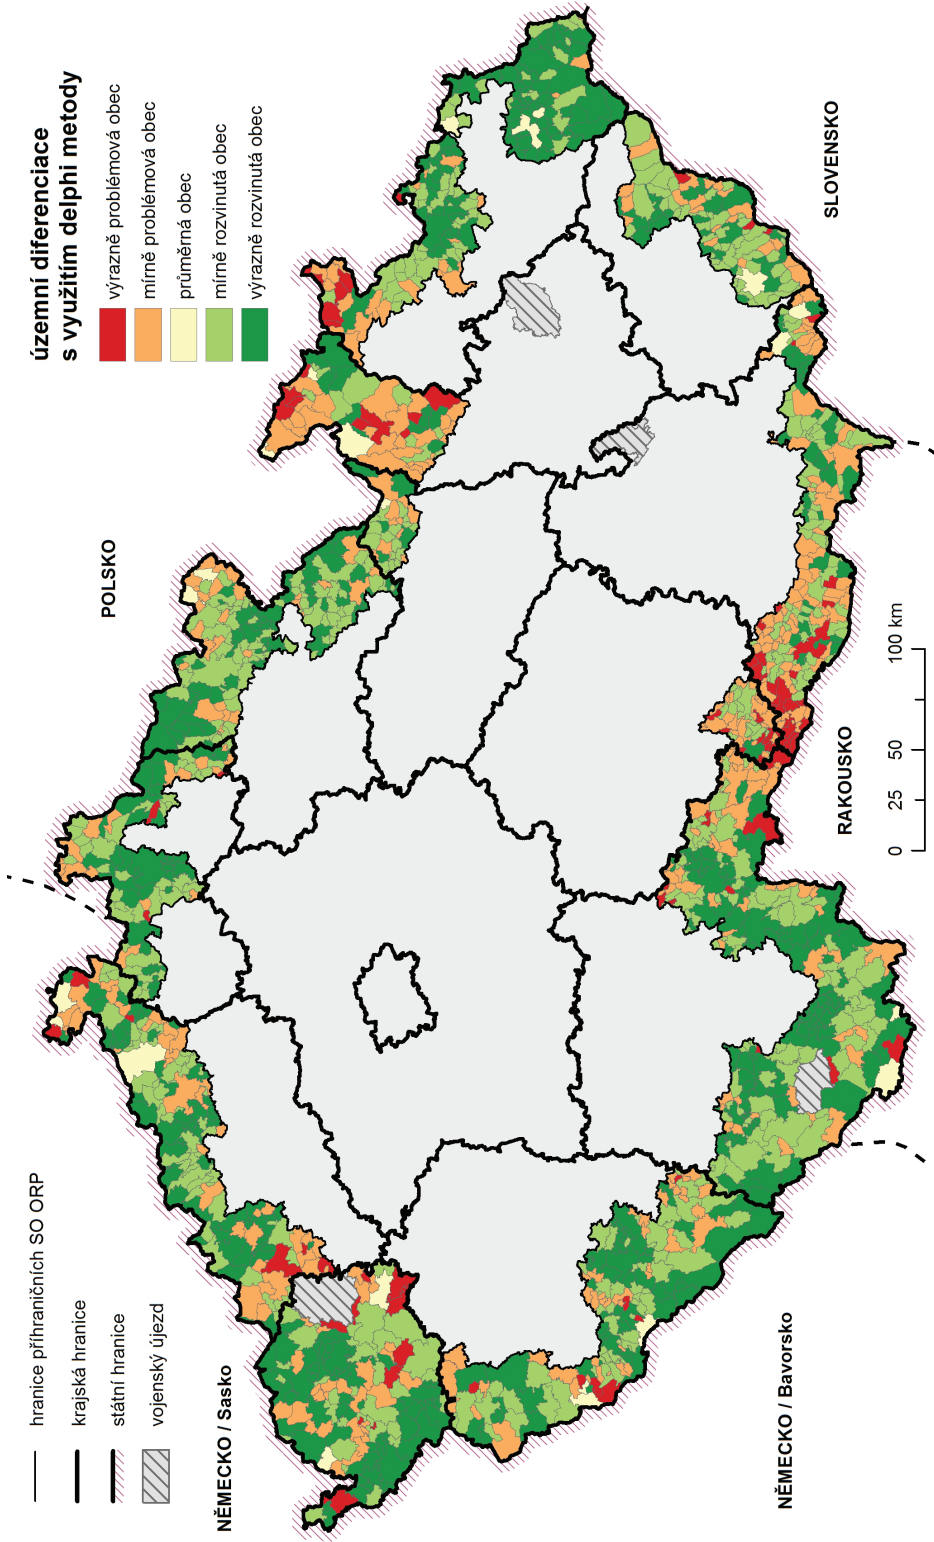 územní diferenciace
s využitím delphi metody
výrazně problémová obec
mírně problémová obec
průměrná obec
mírně rozvinutá obec
výrazně rozvinutá obec
hranice příhraničních SO ORP
krajská hranice
státní hranice
vojenský újezd
POLSKO
NĚMECKO / Sasko
SLOVENSKO
RAKOUSKO
NĚMECKO / Bavorsko
0 25 50 100 km